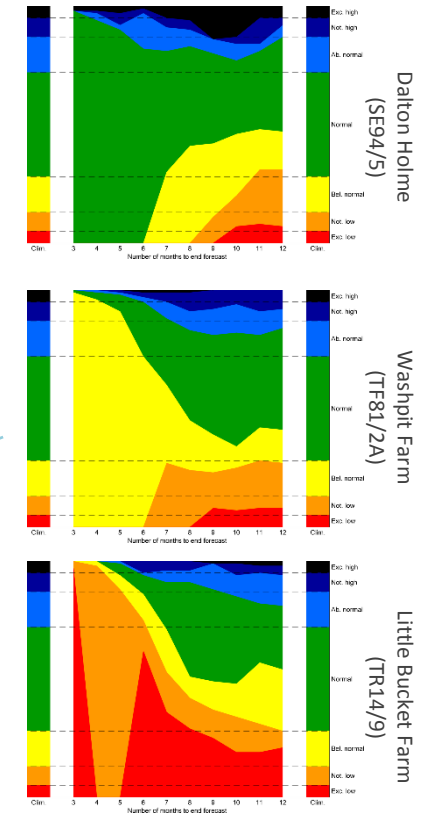 Exc. high
Not. high
Ab. normal
Normal
Bel. normal
Not. low
Exc. low
Clim. 3 4 5 6 7 8 9 10 11 12 Clim.
Number of months to end forecast
Dalton Holme
(SE94/5)
Exc. high
Not. high
Ab. normal
Normal
Bel. normal
Not. low
Exc. low
Clim. 3 4 5 6 7 8 9 10 11 12 Clim.
Number of months to end forecast
Washpit Farm
(TF81/2A)
Exc. high
Not. high
Ab. normal
Normal
Bel. normal
Not. low
Exc. low
Clim. 3 4 5 6 7 8 9 10 11 12 Clim.
Number of months to end forecast
Little Bucket Farm
(TR14/9)